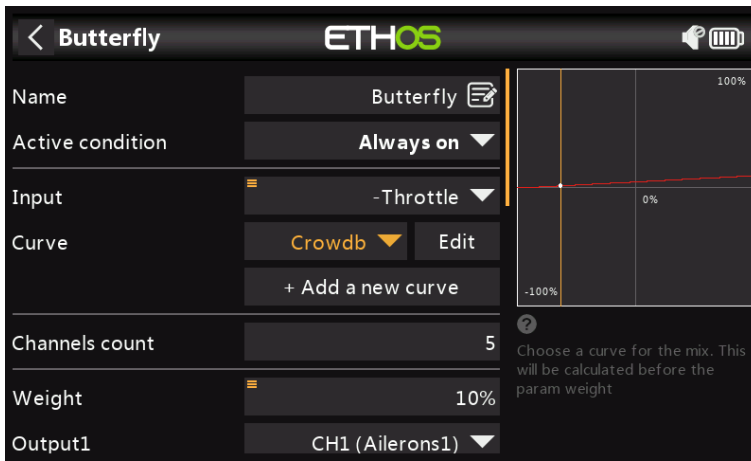 Butterfly
ETHOS
Name
Butterfly
Active condition
Always on
Input
-Throttle
Curve
Crowdb
Edit
+ Add a new curve
Channels count
5
Weight
10%
Output1
CH1 (Ailerons1)
100%
0%
-100%
?
Choose a curve for the mix. This
will be calculated before the
param weight